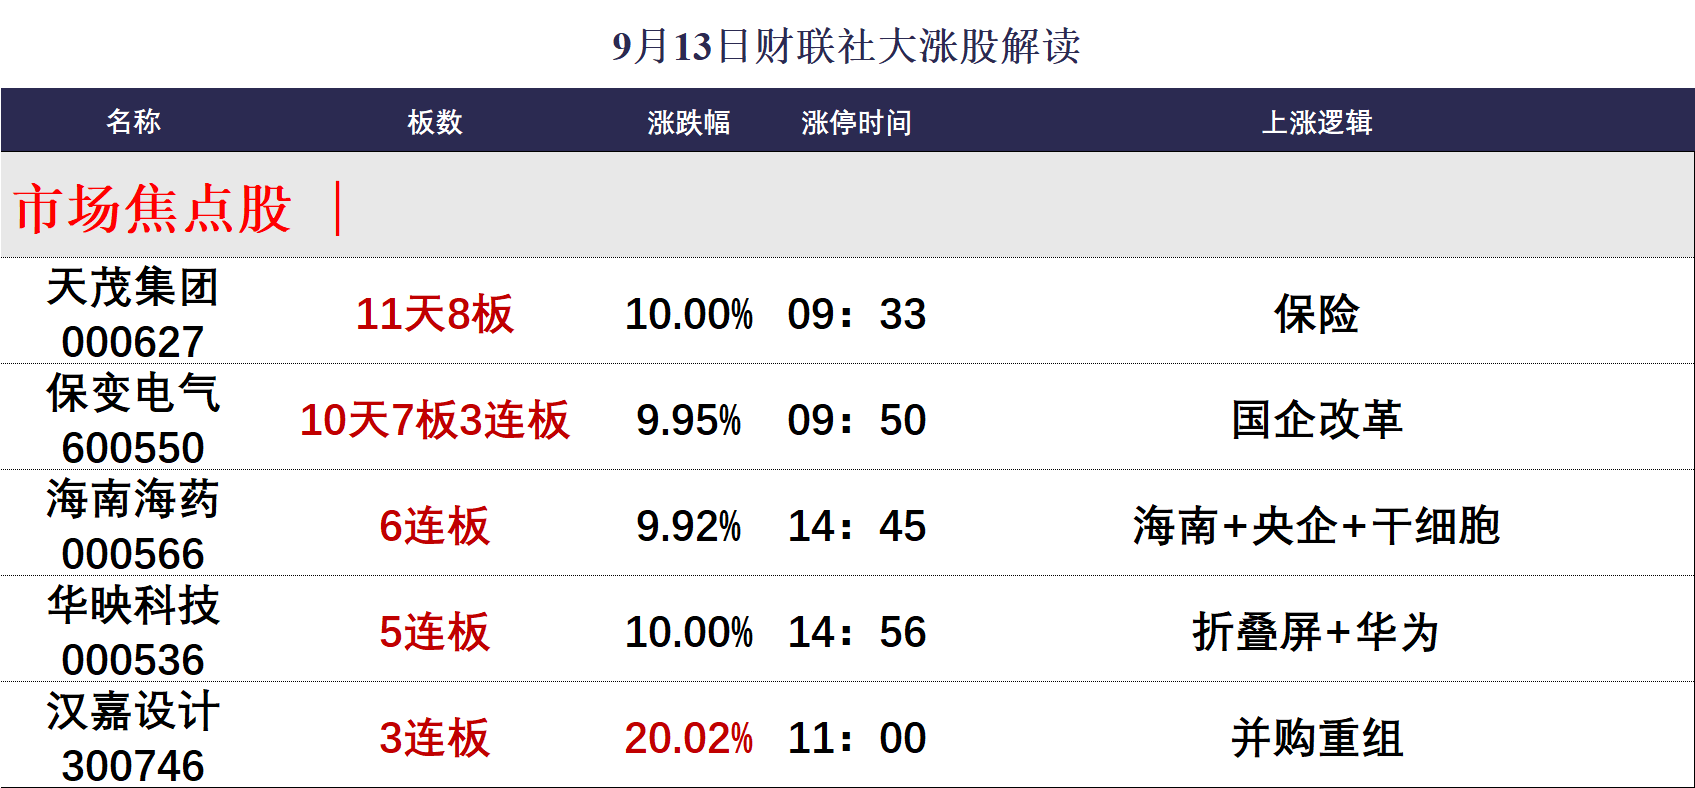 9月13日财联社大涨股解读
名称 板数 涨跌幅 涨停时间 上涨逻辑
市场焦点股 ｜
天茂集团
000627 11天8板 10.00% 09：33 保险
保变电气
600550 10天7板3连板 9.95% 09：50 国企改革
海南海药
000566 6连板 9.92% 14：45 海南+央企+干细胞
华映科技
000536 5连板 10.00% 14：56 折叠屏+华为
汉嘉设计
300746 3连板 20.02% 11：00 并购重组